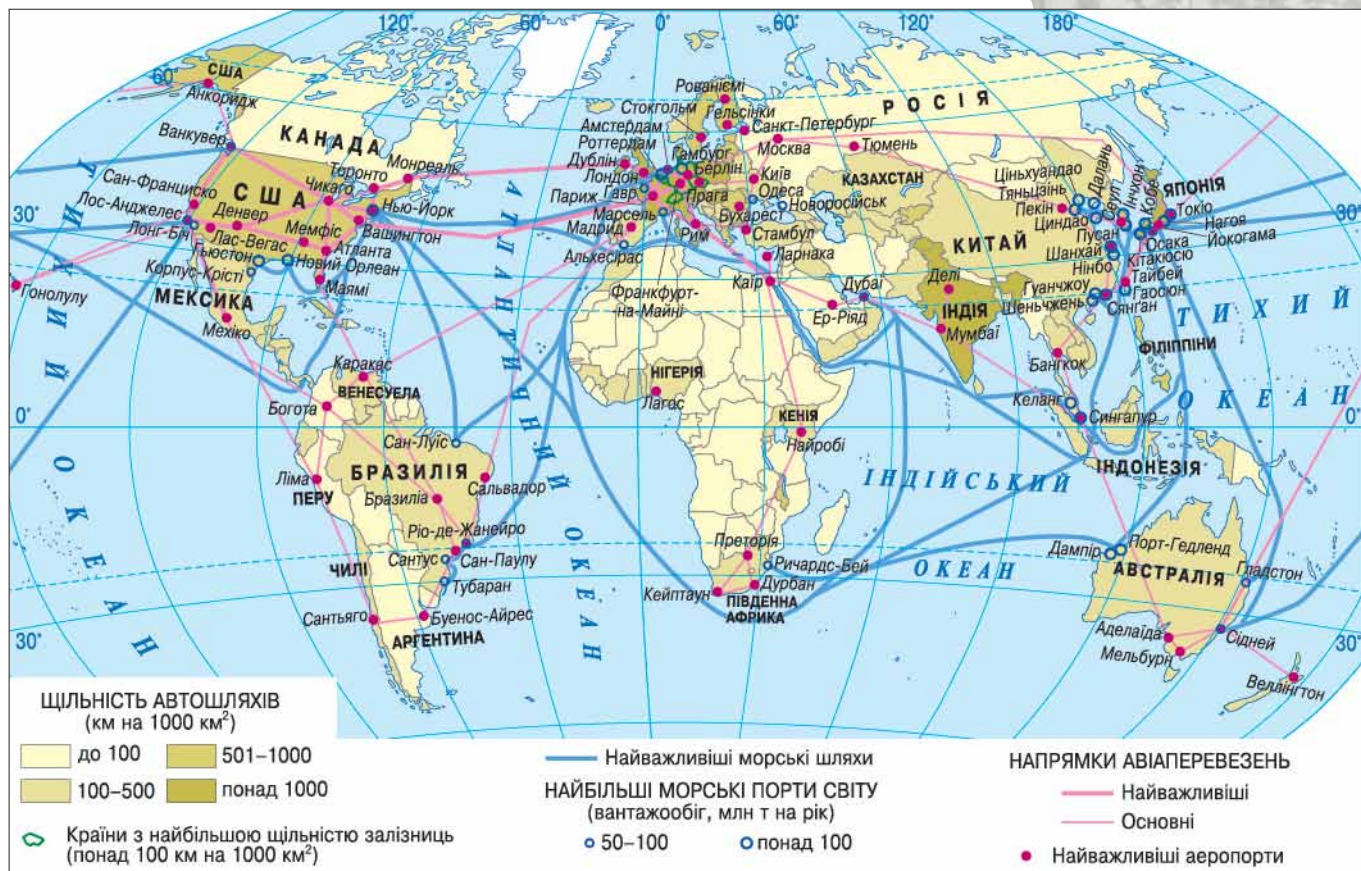 120°
60°
0°
60°
120°
180°
60°
США
Анкоридж
Ванкувер
КАНАДА
Торонто
Монреаль
Чикаго
США
Сан-Франциско
Лос-Анджелес
Денвер
Мемфіс
Нью-Йорк
Вашингтон
30°
Лонг-Біч
Лас-Вегас
Атланта
Г'юстон
Новий Орлеан
Корпус-Крісті
Маямі
Гонолулу
МЕКСИКА
Мехіко
Каракас
ВЕНЕСУЕЛА
Богота
0°
Сан-Луїс
БРАЗИЛІЯ
Ліма
ПЕРУ
Бразиліа
Сальвадор
Ріо-де-Жанейро
Сантус
Сан-Паулу
Тубаран
ЧИЛІ
Сантьяго
Буенос-Айрес
АРГЕНТИНА
30°
ТИХИЙ
ОКЕАН
АТЛАНТИЧНИЙ
ОКЕАН
Рованіємі
Стокгольм
Гельсінки
Санкт-Петербург
РОСІЯ
Амстердам
Роттердам
Гамбург
Москва
Тюмень
Дублін
Берлін
Лондон
Київ
Гавр
Одеса
Париж
Прага
Новоросійськ
Марсель
Бухарест
Мадрид
Рим
Стамбул
Альхесірас
Ларнака
Каїр
Франкфурт-
на-Майні
Дубаї
Ер-Ріяд
КАЗАХСТАН
Ціньхуандао
Тяньцзінь
Далянь
Сеул
Інчхон
Кобе
ЯПОНІЯ
Пекін
Циндао
Токіо
30°
КИТАЙ
Пусан
Нагоя
Йокогама
Шанхай
Осака
Нінбо
Кітакюсю
Делі
Гуанчжоу
Тайбей
Шеньчжень
Гаосюн
Сянган
ІНДІЯ
Мумбаї
Бангкок
ФІЛІППІНИ
ТИХИЙ
ОКЕАН
НІГЕРІЯ
Лагос
КЕНІЯ
Найробі
Келанг
Сингапур
0°
ІНДОНЕЗІЯ
ІНДІЙСЬКИЙ
ОКЕАН
Преторія
Ричардс-Бей
Кейптаун
Дурбан
ПІВДЕННА
АФРИКА
Дампір
Порт-Гедленд
АВСТРАЛІЯ
Гладстон
Аделаїда
Сідней
Мельбурн
30°
Веллінгтон
ЩІЛЬНІСТЬ АВТОШЛЯХІВ
(км на 1000 км²)
до 100
501–1000
100–500
понад 1000
Країни з найбільшою щільністю залізниць
(понад 100 км на 1000 км²)
Найважливіші морські шляхи
НАЙБІЛЬШІ МОРСЬКІ ПОРТИ СВІТУ
(вантажообіг, млн т на рік)
50–100
понад 100
НАПРЯМКИ АВІАПЕРЕВЕЗЕНЬ
Найважливіші
Основні
Найважливіші аеропорти